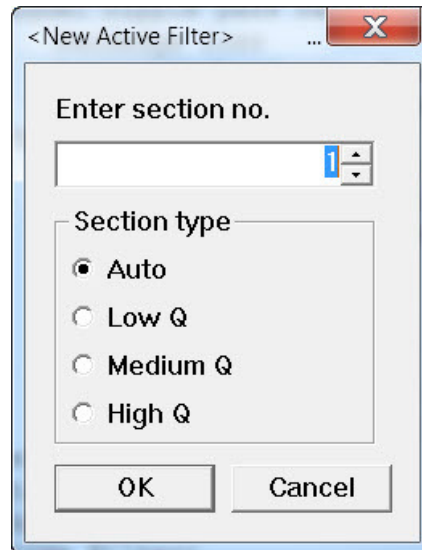 <New Active Filter> ...
Enter section no.
1
Section type
Auto
Low Q
Medium Q
High Q
OK
Cancel